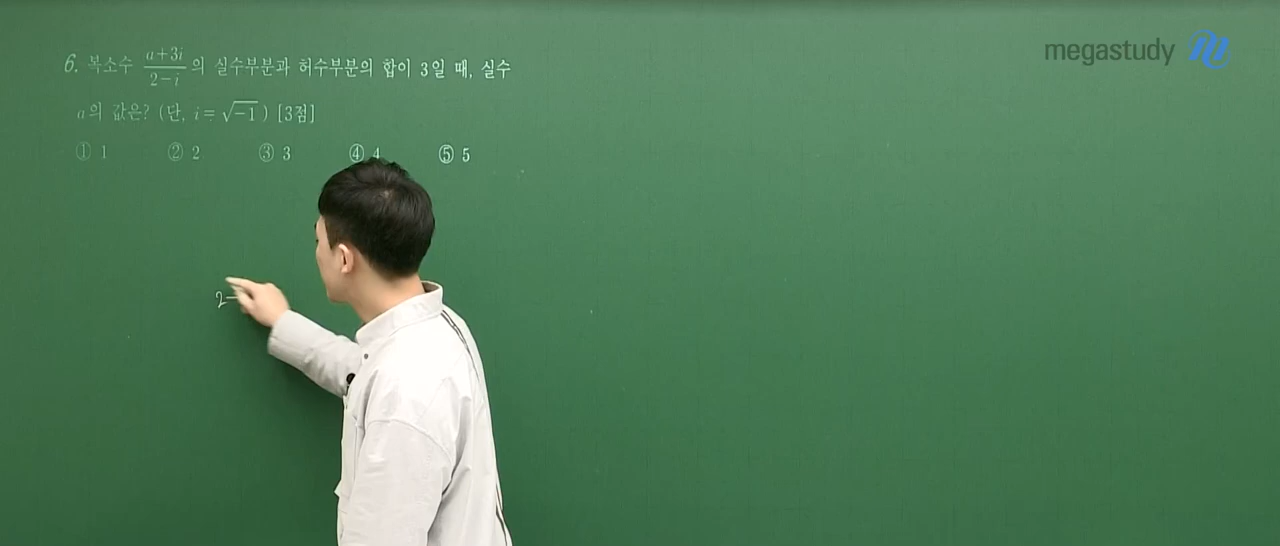 megastudy
6. 복소수 \frac{a+3i}{2-i}의 실수부분과 허수부분의 합이 3일 때, 실수
a의 값은? (단, i = √-1) [3점]
① 1 ② 2 ③ 3 ④ 4 ⑤ 5
2-